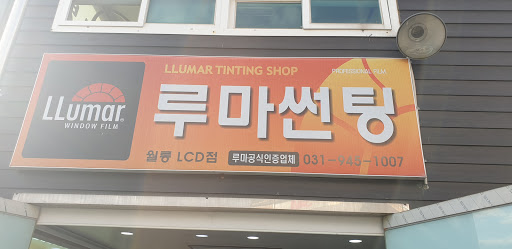 LLUMAR TINTING SHOP
PROFESSIONAL FILM
LLumar
WINDOW FILM
루마썬팅
월롱 LCD점 루마공식인증업체 031-945-1007